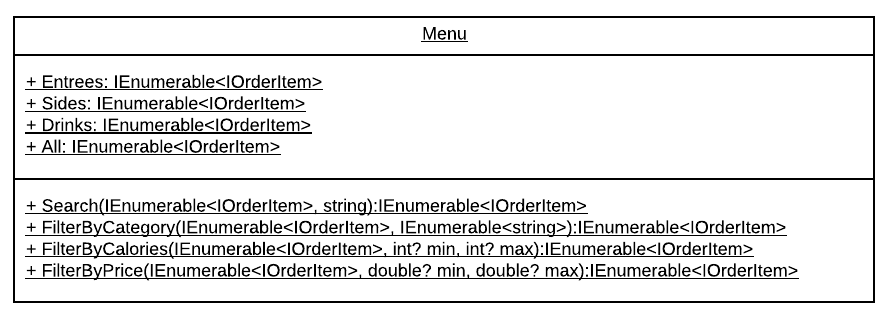 Menu
+ Entrees: IEnumerable<IOrderItem>
+ Sides: IEnumerable<IOrderItem>
+ Drinks: IEnumerable<IOrderItem>
+ All: IEnumerable<IOrderItem>
+ Search(IEnumerable<IOrderItem>, string):IEnumerable<IOrderItem>
+ FilterByCategory(IEnumerable<IOrderItem>, IEnumerable<string>):IEnumerable<IOrderItem>
+ FilterByCalories(IEnumerable<IOrderItem>, int? min, int? max):IEnumerable<IOrderItem>
+ FilterByPrice(IEnumerable<IOrderItem>, double? min, double? max):IEnumerable<IOrderItem>